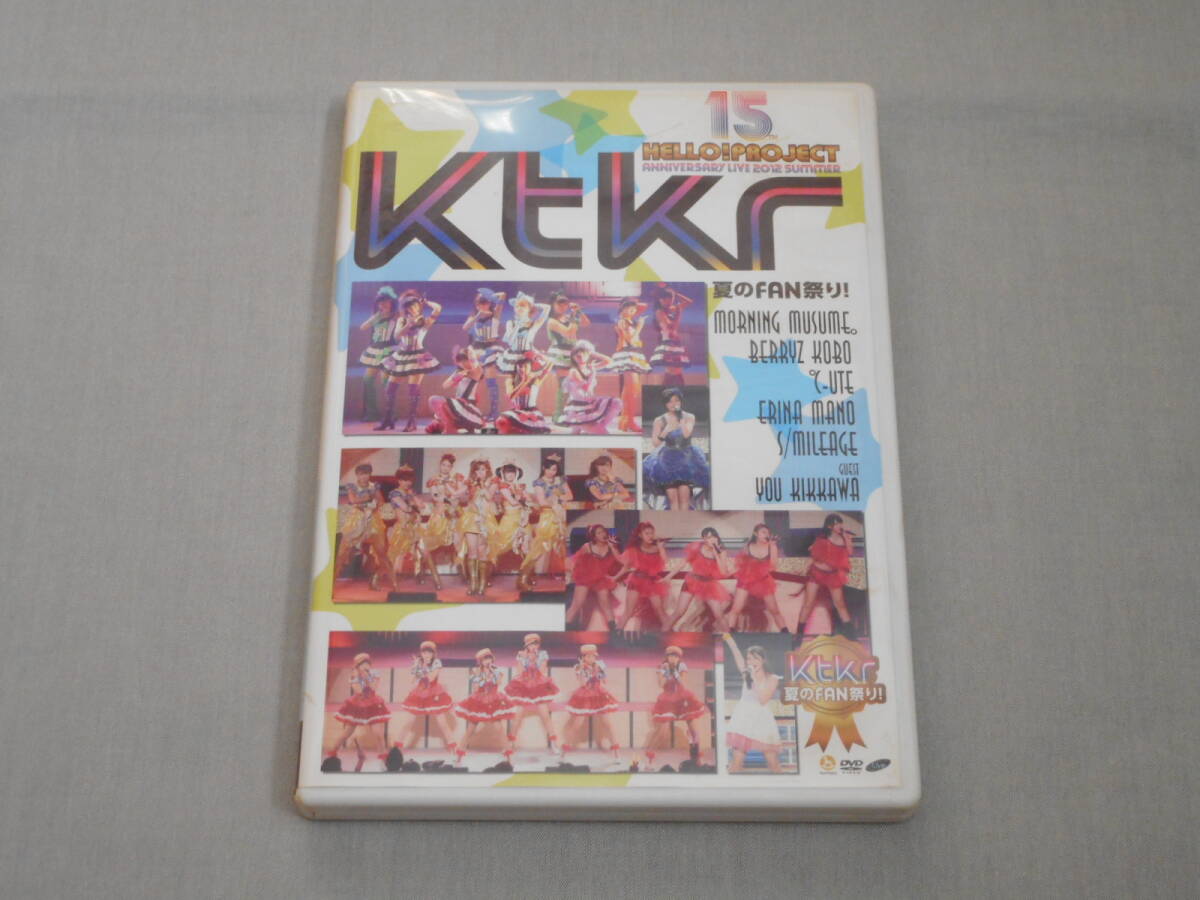 15
HELLO! PROJECT
ANNIVERSARY LIVE 2012 SUMMER
Ktkr
夏のFAN祭り!
MORNING MUSUME。
BERRYZ KOBO
℃-UTE
ERINA MANO
S/MILEAGE
GUEST
YOU KIKKAWA
Ktkr
夏のFAN祭り!
DVD